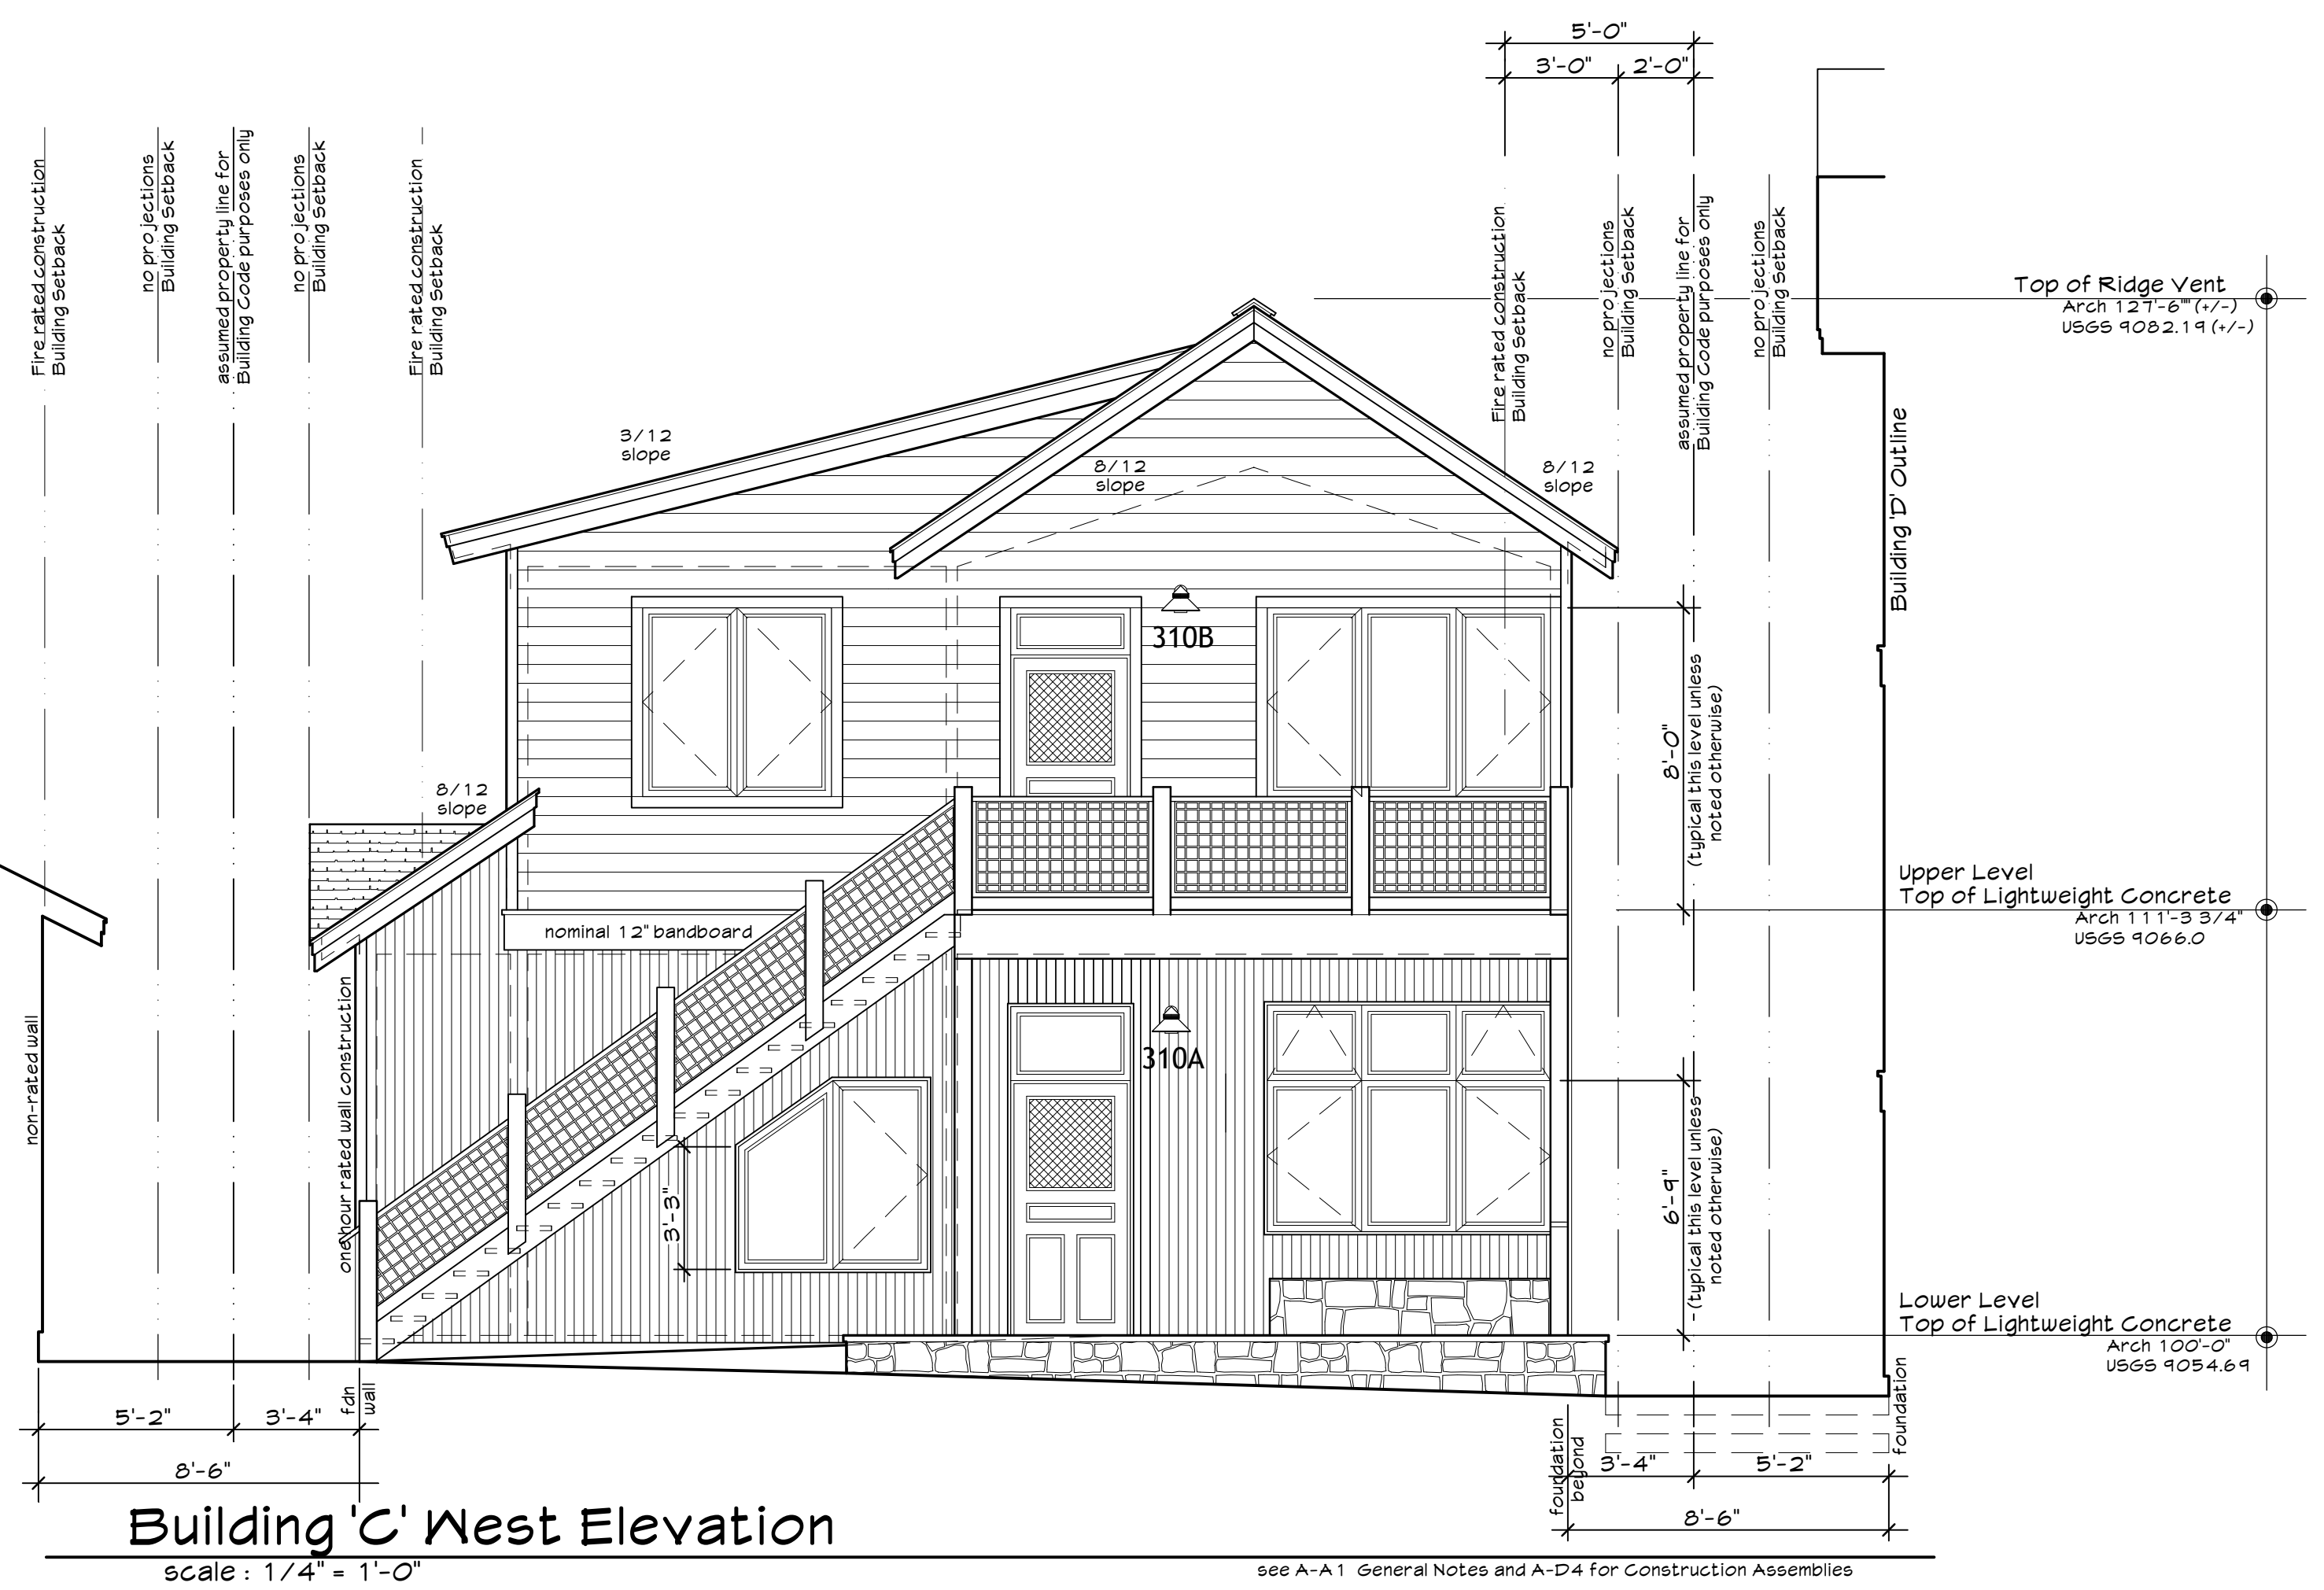 5'-0"
3'-0" 2'-0"
Fire rated construction
Building Setback
no projections
Building Setback
assumed property line for
Building Code purposes only
no projections
Building Setback
Fire rated construction
Building Setback
Fire rated construction
Building Setback
no projections
Building Setback
assumed property line for
Building Code purposes only
no projections
Building Setback
Top of Ridge Vent
Arch 127'-6"" (+/-)
USGS 9082.19 (+/-)
3/12
slope
8/12
slope
8/12
slope
Building 'D' Outline
310B
8'-0"
(typical this level unless
noted otherwise)
8/12
slope
Upper Level
Top of Lightweight Concrete
Arch 111'-3 3/4"
USGS 9066.0
nominal 12" bandboard
non-rated wall
one hour rated wall construction
310A
3'-3"
6'-9"
(typical this level unless
noted otherwise)
Lower Level
Top of Lightweight Concrete
Arch 100'-0"
USGS 9054.69
fdn
wall
5'-2" 3'-4"
8'-6"
foundation
beyond
foundation
3'-4" 5'-2"
8'-6"
Building 'C' West Elevation
scale : 1/4" = 1'-0"
see A-A1 General Notes and A-D4 for Construction Assemblies